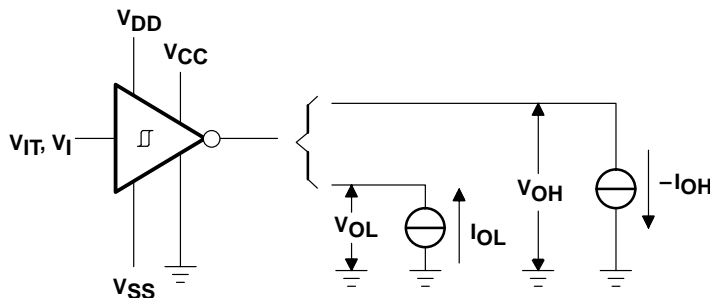 VDD
VCC
VIT, VI
VSS
VOL
IOL
VOH
–IOH